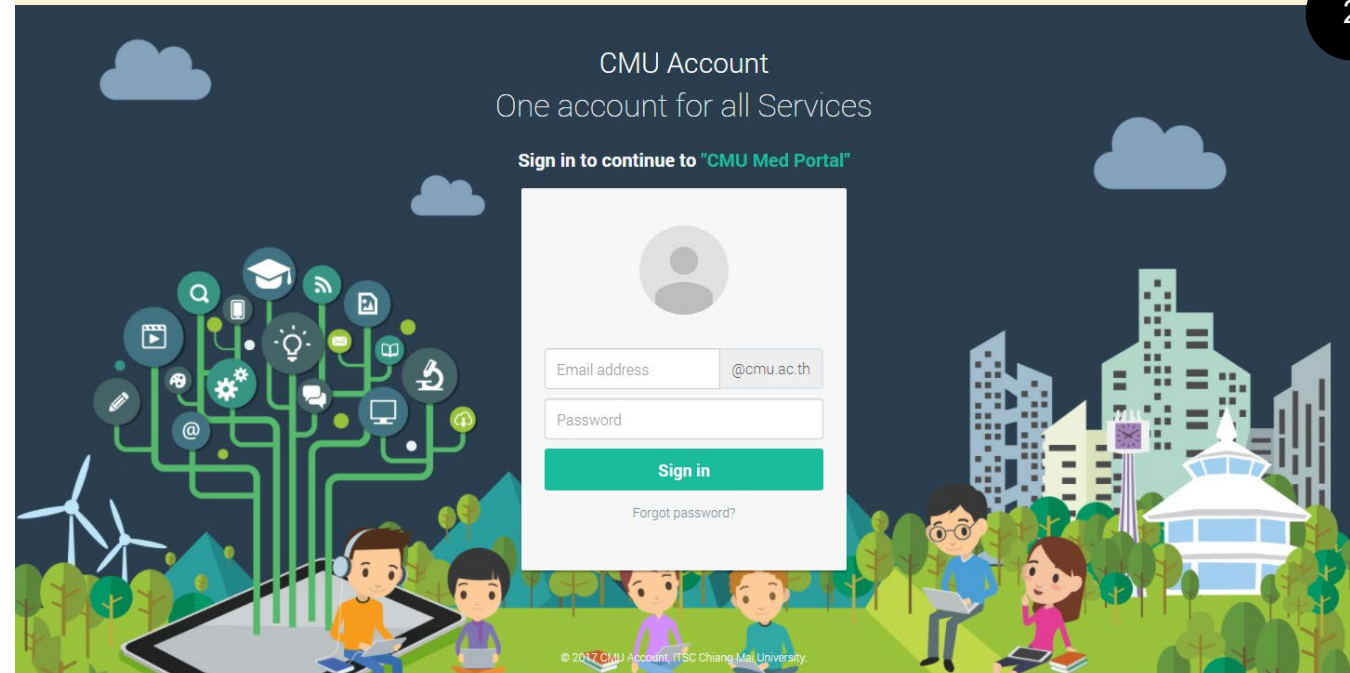 2
CMU Account
One account for all Services
Sign in to continue to "CMU Med Portal"
Email address @cmu.ac.th
Password
Sign in
Forgot password?
@
© 2017 CMU Account, ITSC Chiang Mai University.